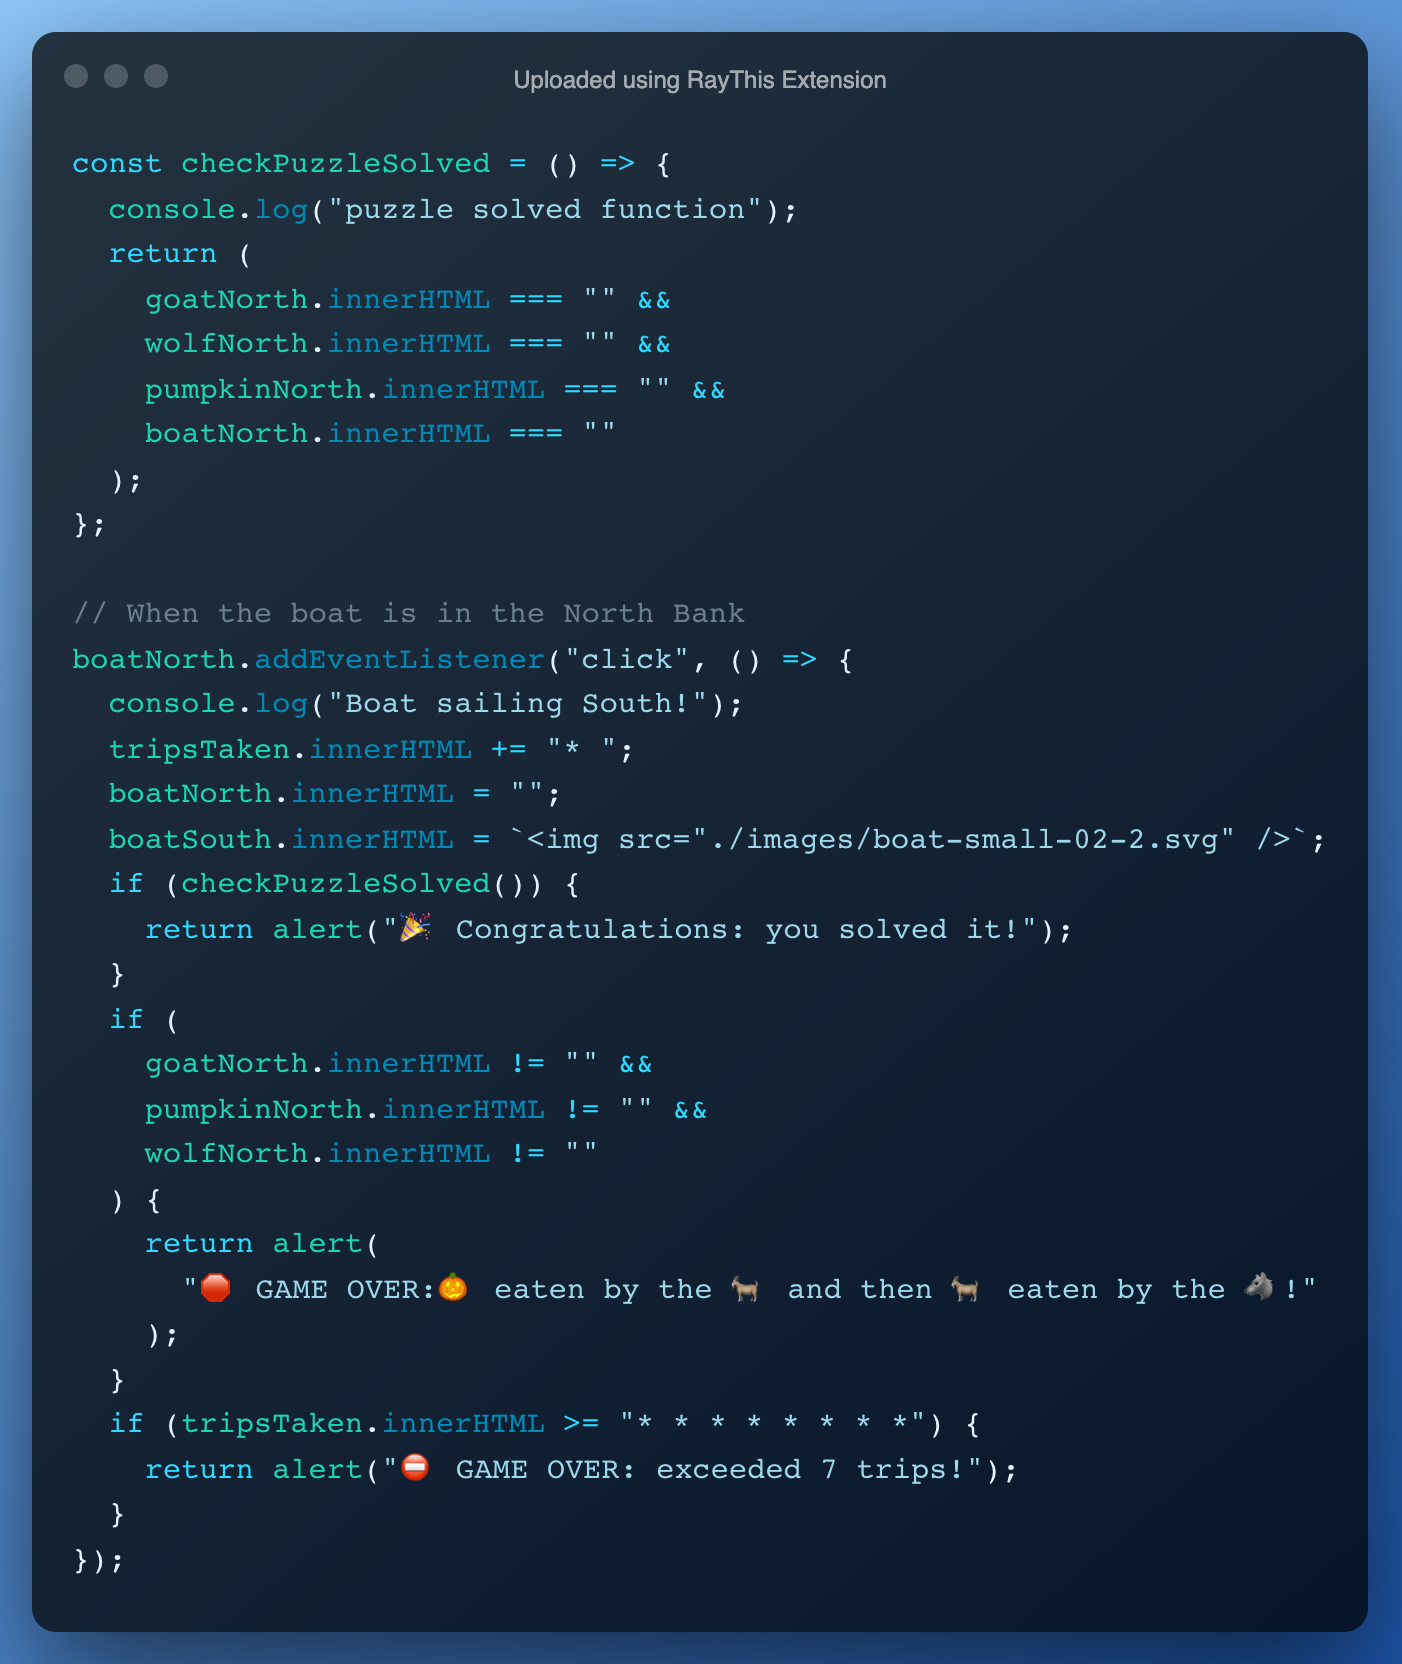 Uploaded using RayThis Extension
const checkPuzzleSolved = () => {
  console.log("puzzle solved function");
  return (
    goatNorth.innerHTML === "" &&
    wolfNorth.innerHTML === "" &&
    pumpkinNorth.innerHTML === "" &&
    boatNorth.innerHTML === ""
  );
};

// When the boat is in the North Bank
boatNorth.addEventListener("click", () => {
  console.log("Boat sailing South!");
  tripsTaken.innerHTML += "* ";
  boatNorth.innerHTML = "";
  boatSouth.innerHTML = `<img src="./images/boat-small-02-2.svg" />`;
  if (checkPuzzleSolved()) {
    return alert("🎉 Congratulations: you solved it!");
  }
  if (
    goatNorth.innerHTML != "" &&
    pumpkinNorth.innerHTML != "" &&
    wolfNorth.innerHTML != ""
  ) {
    return alert(
      "🛑 GAME OVER:🎃 eaten by the 🐐 and then 🐐 eaten by the 🐺!"
    );
  }
  if (tripsTaken.innerHTML >= "* * * * * * * *") {
    return alert("⛔ GAME OVER: exceeded 7 trips!");
  }
});